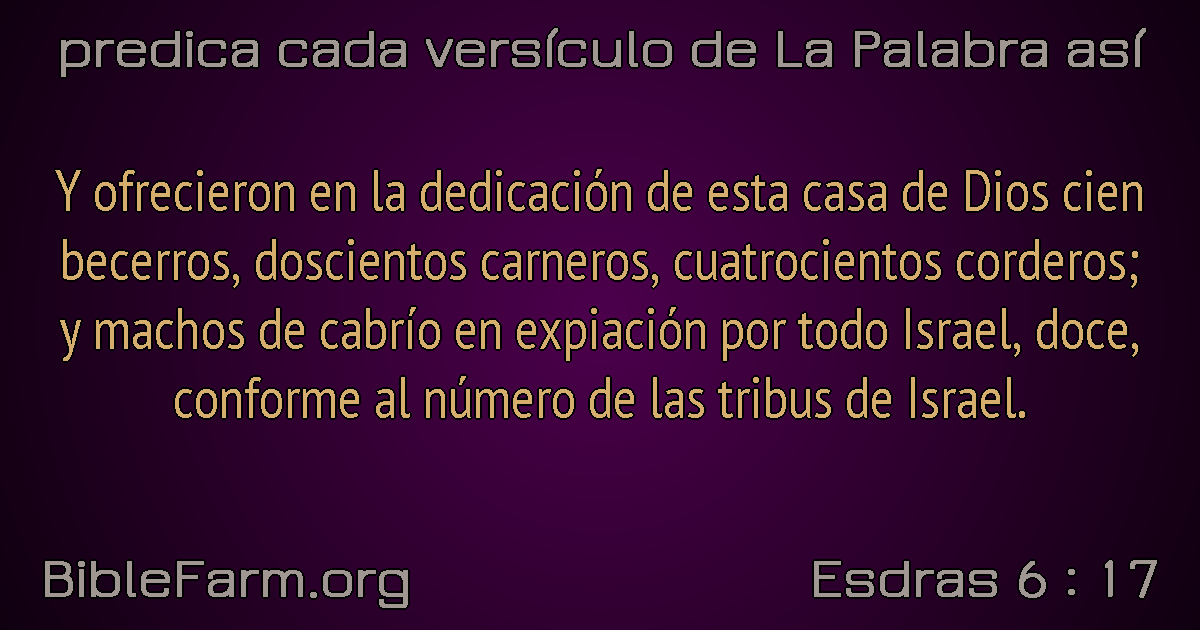 predica cada versículo de La Palabra así
Y ofrecieron en la dedicación de esta casa de Dios cien
becerros, doscientos carneros, cuatrocientos corderos;
y machos de cabrío en expiación por todo Israel, doce,
conforme al número de las tribus de Israel.
BibleFarm.org
Esdras 6 : 17